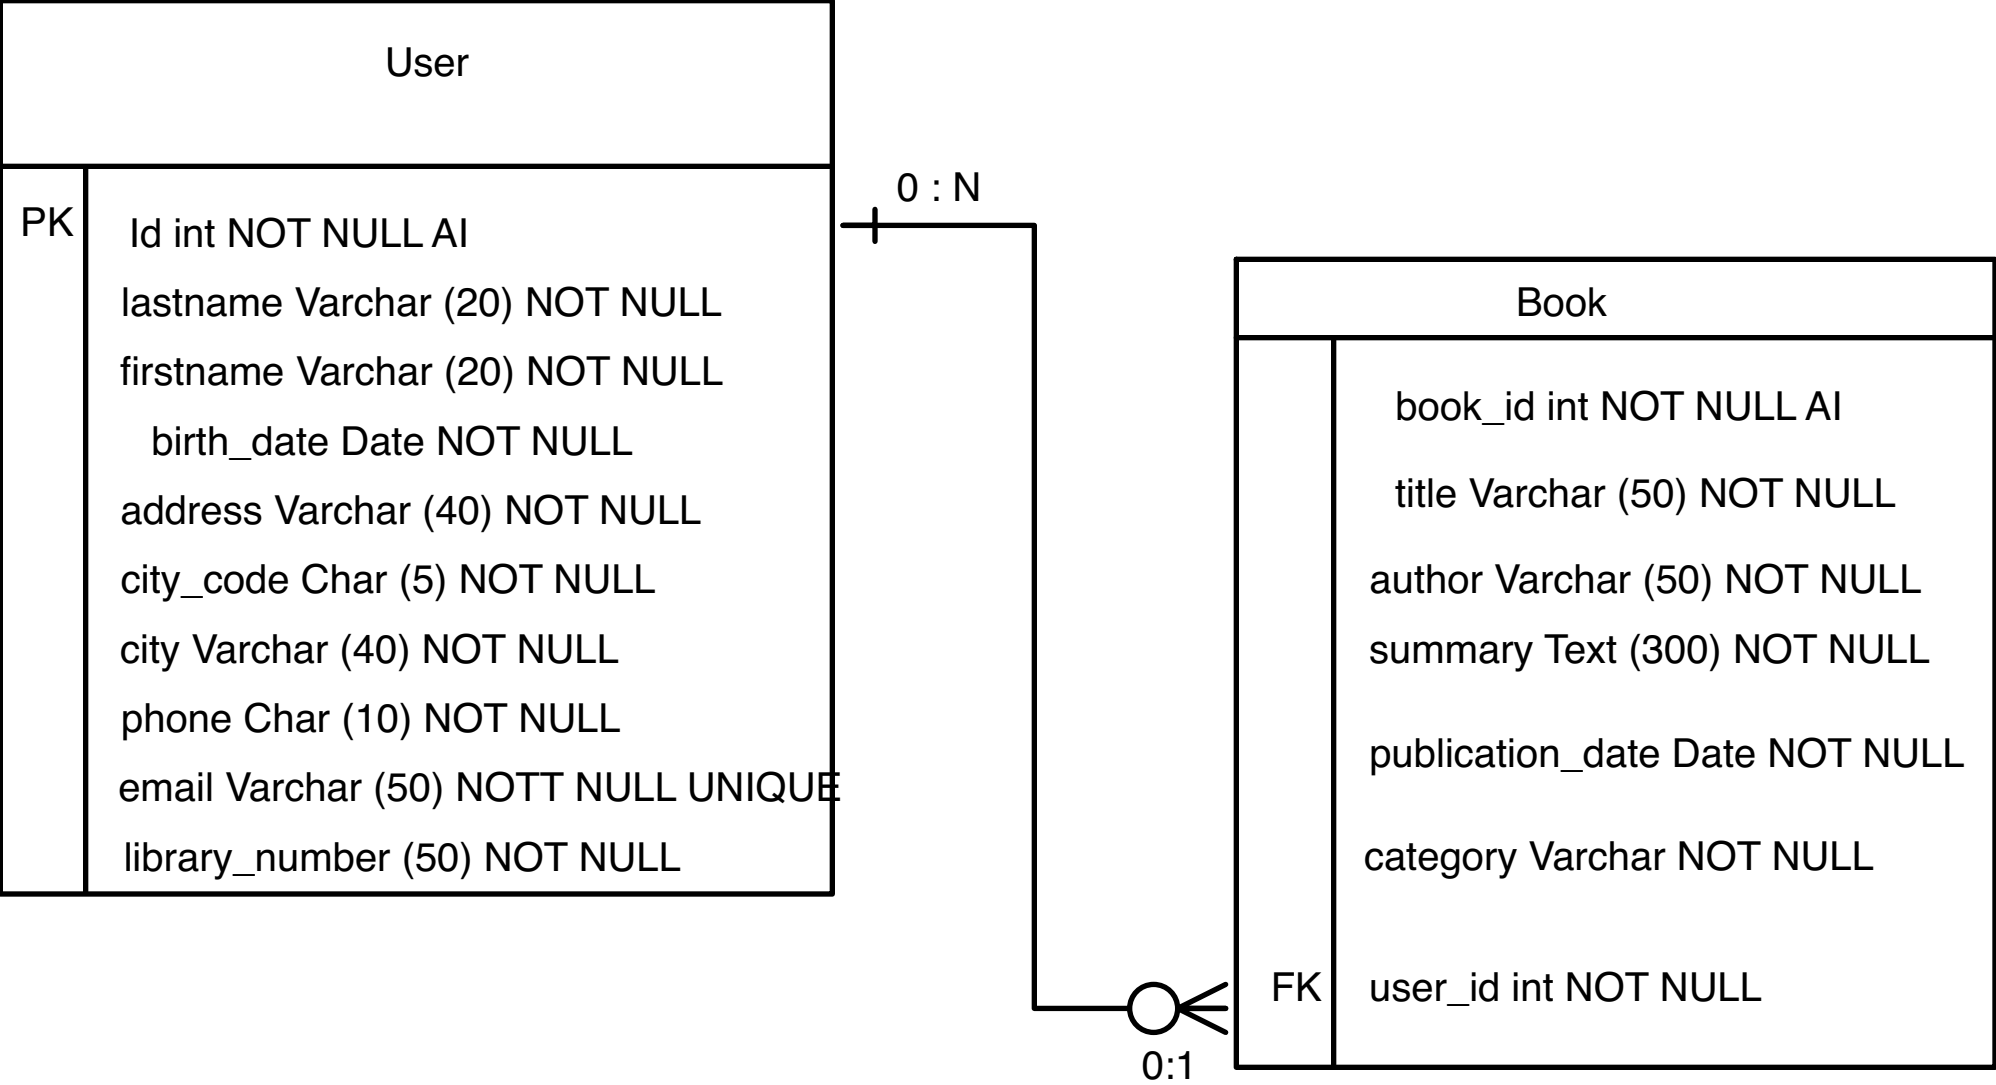 User
PK
Id int NOT NULL AI
lastname Varchar (20) NOT NULL
firstname Varchar (20) NOT NULL
birth_date Date NOT NULL
address Varchar (40) NOT NULL
city_code Char (5) NOT NULL
city Varchar (40) NOT NULL
phone Char (10) NOT NULL
email Varchar (50) NOTT NULL UNIQUE
library_number (50) NOT NULL
0 : N
0:1
Book
book_id int NOT NULL AI
title Varchar (50) NOT NULL
author Varchar (50) NOT NULL
summary Text (300) NOT NULL
publication_date Date NOT NULL
category Varchar NOT NULL
FK
user_id int NOT NULL